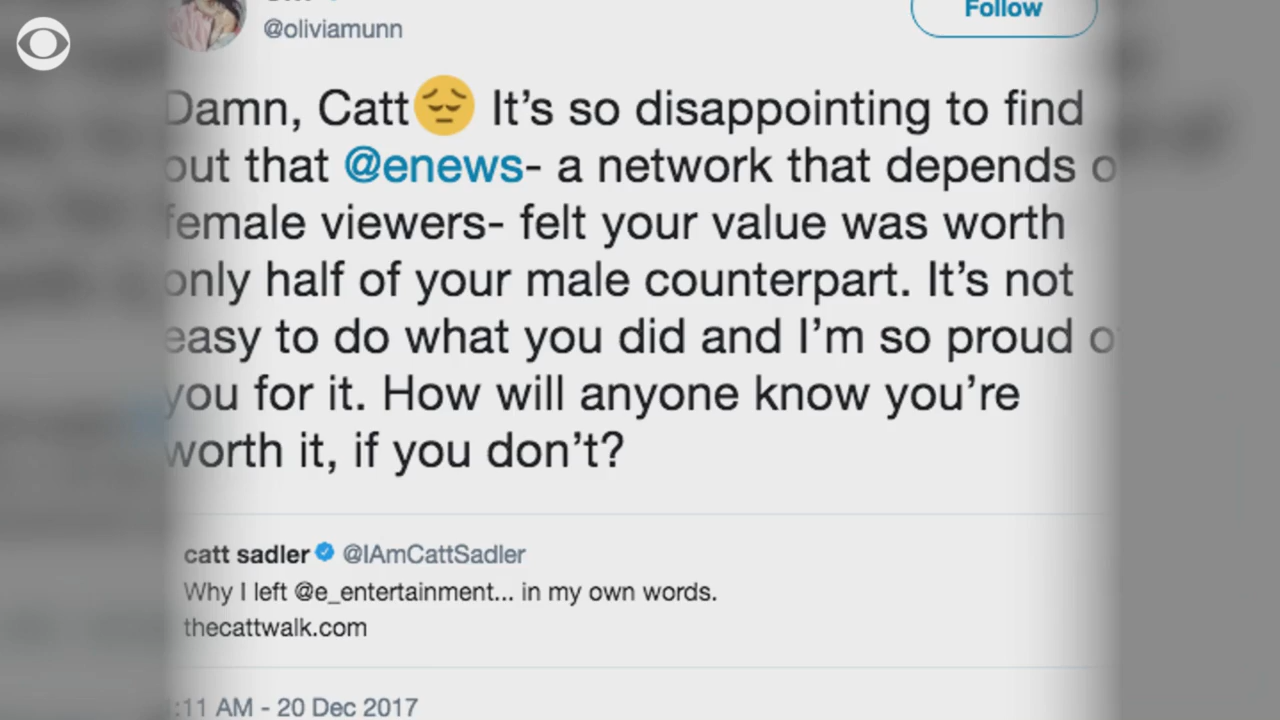 @oliviamunn
Follow
Damn, Catt😔 It's so disappointing to find
out that @enews- a network that depends o
female viewers- felt your value was worth
only half of your male counterpart. It's not
easy to do what you did and I'm so proud of
you for it. How will anyone know you're
worth it, if you don't?
catt sadler @IAmCattSadler
Why I left @e_entertainment... in my own words.
thecattwalk.com
:11 AM - 20 Dec 2017